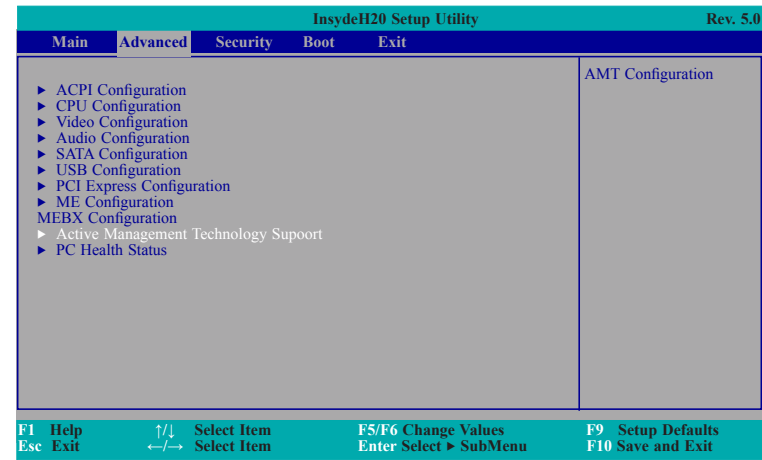 InsydeH20 Setup Utility Rev. 5.0
Main Advanced Security Boot Exit
AMT Configuration
► ACPI Configuration
► CPU Configuration
► Video Configuration
► Audio Configuration
► SATA Configuration
► USB Configuration
► PCI Express Configuration
► ME Configuration
MEBX Configuration
► Active Management Technology Supoort
► PC Health Status
F1 Help ↑/↓ Select Item F5/F6 Change Values F9 Setup Defaults
Esc Exit ←/→ Select Item Enter Select ► SubMenu F10 Save and Exit